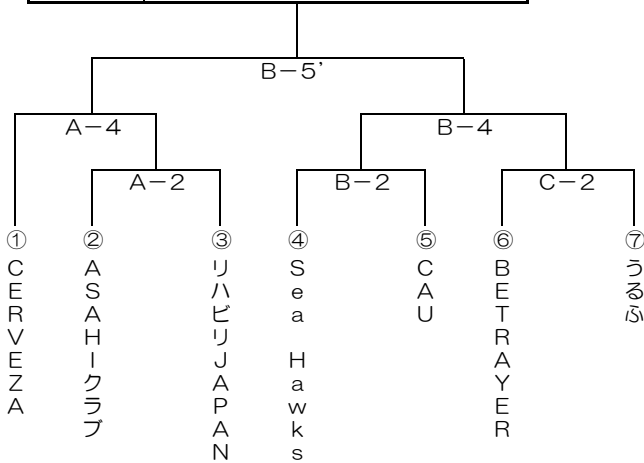 B－5'
A－4
B－4
A－2
B－2
C－2
①
②
③
④
⑤
⑥
⑦
CERVEZA
ASAHIクラブ
リハビリJAPAN
Sea Hawks
CAU
BETRAYER
うるふ